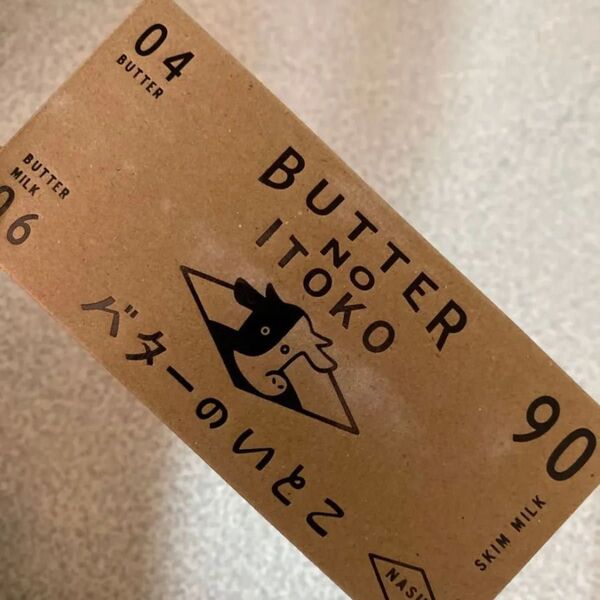 04
BUTTER
BUTTER
MILK
06
BUTTER
NO
ITOKO
バターのいとこ
90
SKIM MILK